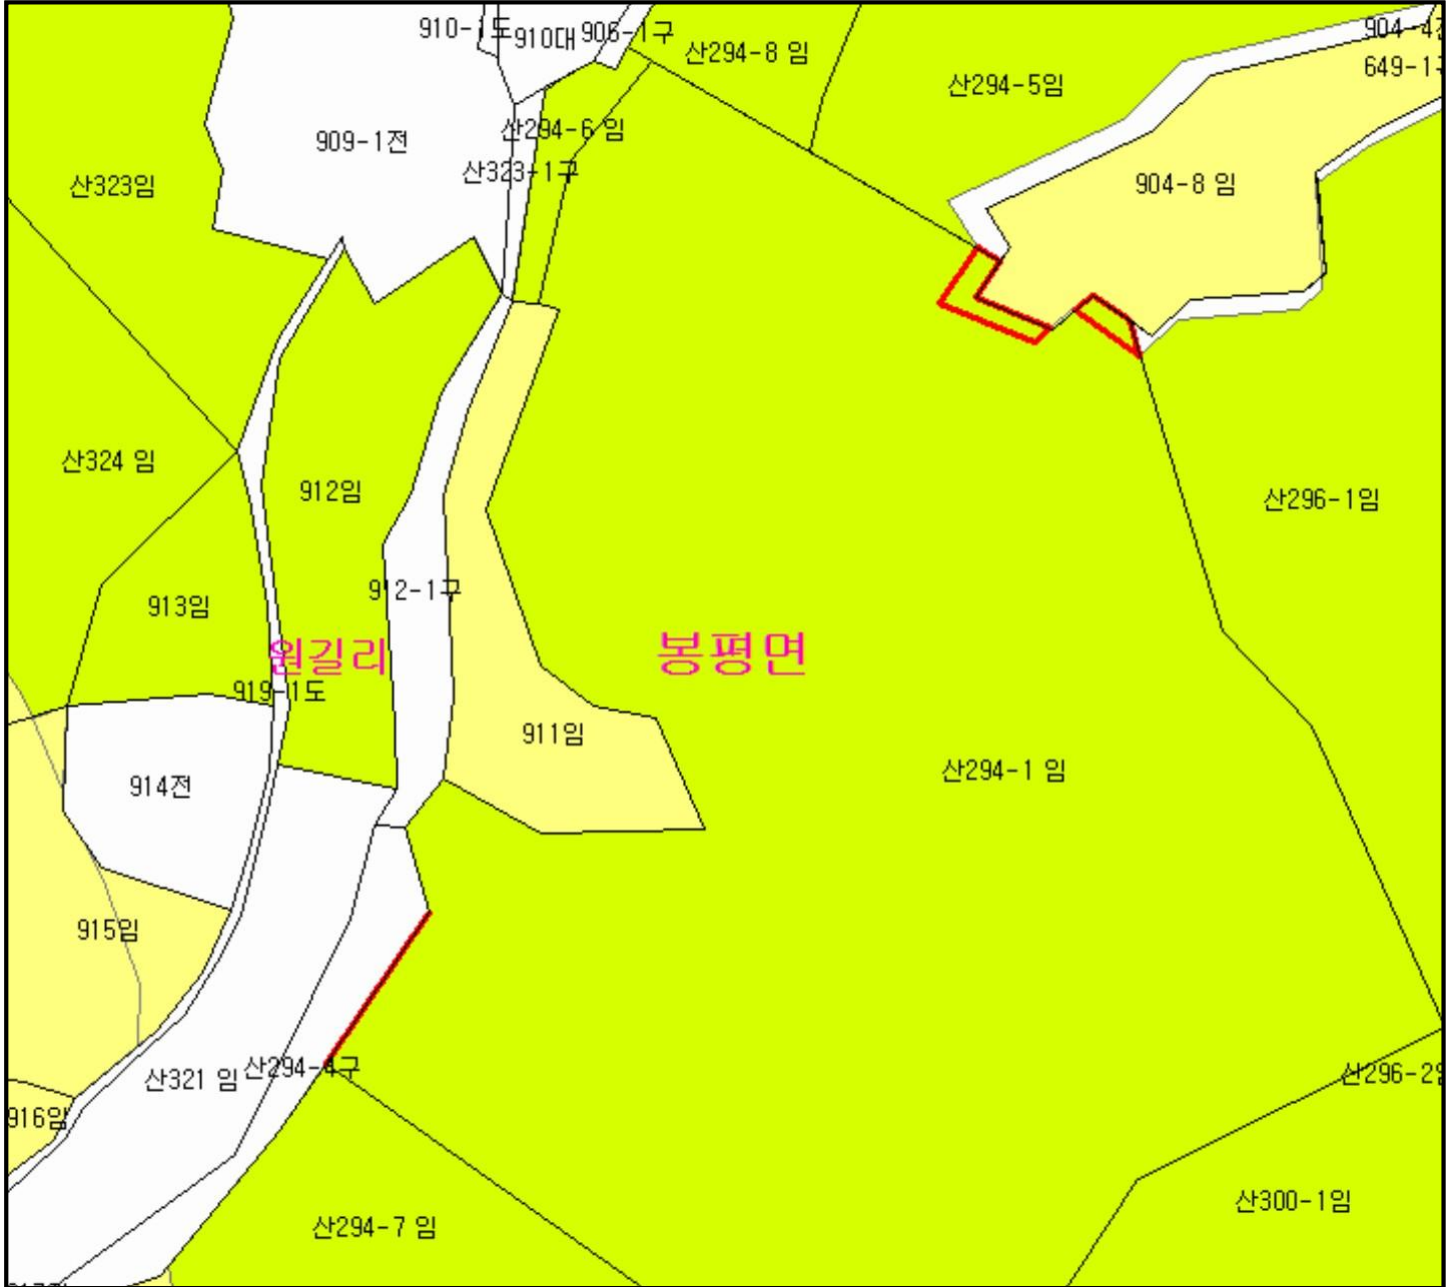 910-1도
910대
906-1구
904-4
산294-8 임
649-1
산294-5임
909-1전
산294-6 임
산323-1구
산323임
904-8 임
산324 임
912임
산296-1임
912-1구
913임
원길리
봉평면
919-1도
911임
산294-1 임
914전
915임
산321 임
산294-4구
산296-2임
916임
산300-1임
산294-7 임